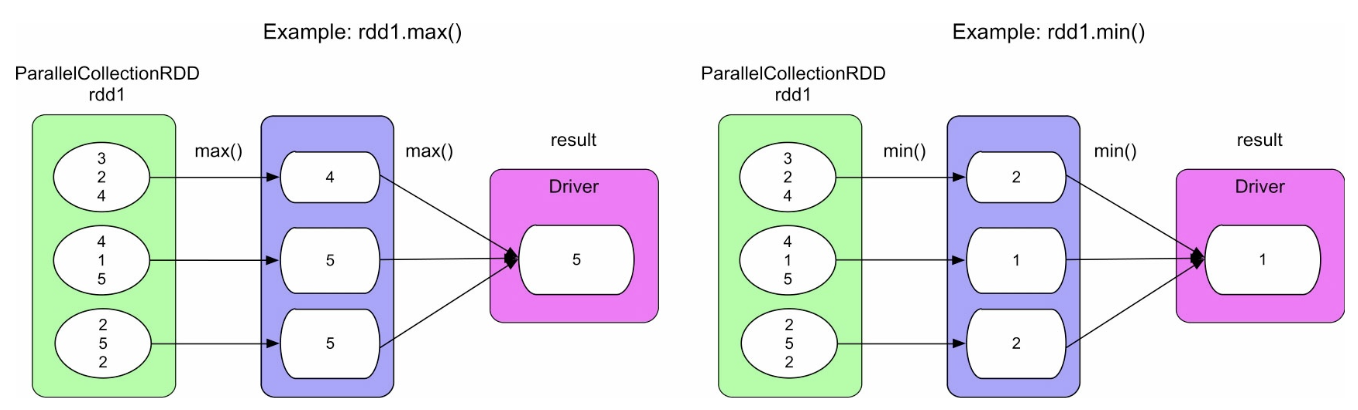 Example: rdd1.max()
ParallelCollectionRDD
rdd1
max()
max()
result
3
2
4
4
1
5
2
5
2
4
5
5
Driver
5
Example: rdd1.min()
ParallelCollectionRDD
rdd1
min()
min()
result
3
2
4
4
1
5
2
5
2
2
1
2
Driver
1